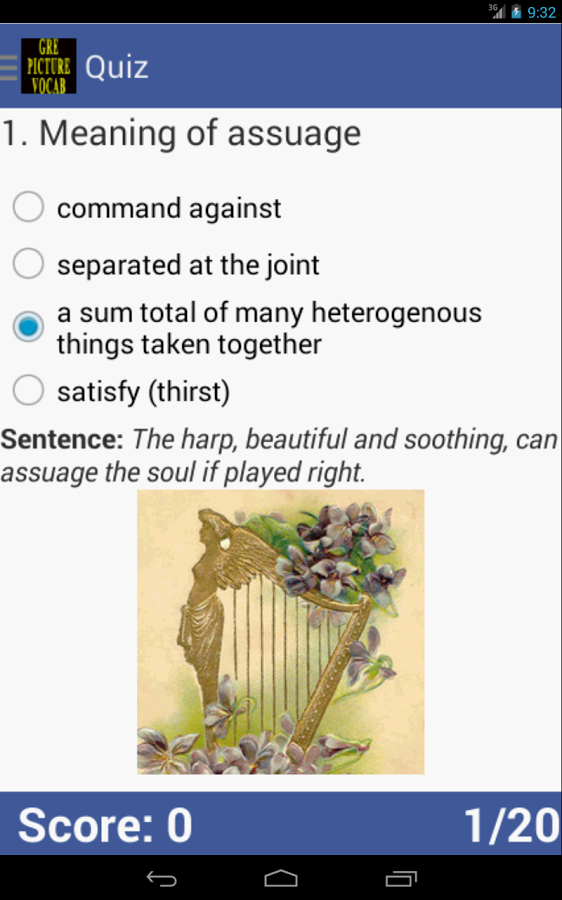 3G 9:32
GRE
PICTURE
VOCAB
Quiz
1. Meaning of assuage
command against
separated at the joint
a sum total of many heterogenous
things taken together
satisfy (thirst)
Sentence: The harp, beautiful and soothing, can
assuage the soul if played right.
Score: 0 1/20